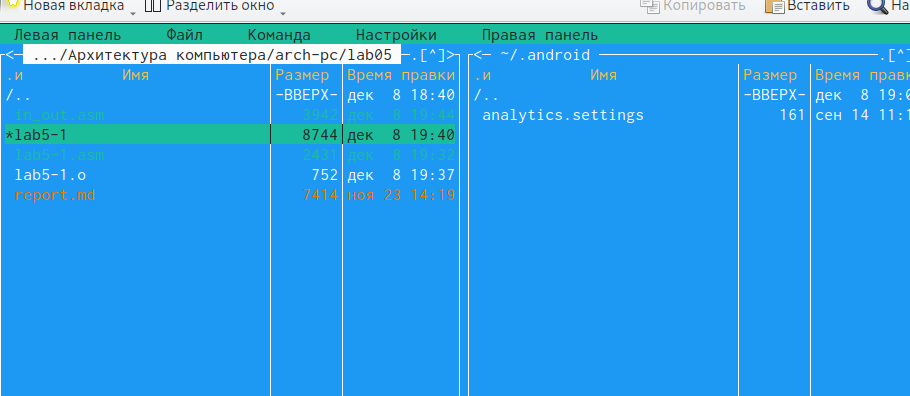 Новая вкладка Разделить окно Копировать Вставить На
Левая панель Файл Команда Настройки Правая панель
<— .../Архитектура компьютера/arch-pc/lab05 —.[^]>
.и Имя Размер Время правки
/.. -ВВЕРХ- дек 8 18:40
in_out.asm 3942 дек 8 19:44
*lab5-1 8744 дек 8 19:40
lab5-1.asm 2431 дек 8 19:32
lab5-1.o 752 дек 8 19:37
report.md 7414 ноя 23 14:19
<— ~/.android —.[^]
.и Имя Размер Время правки
/.. -ВВЕРХ- дек 8 19:0
analytics.settings 161 сен 14 11:1